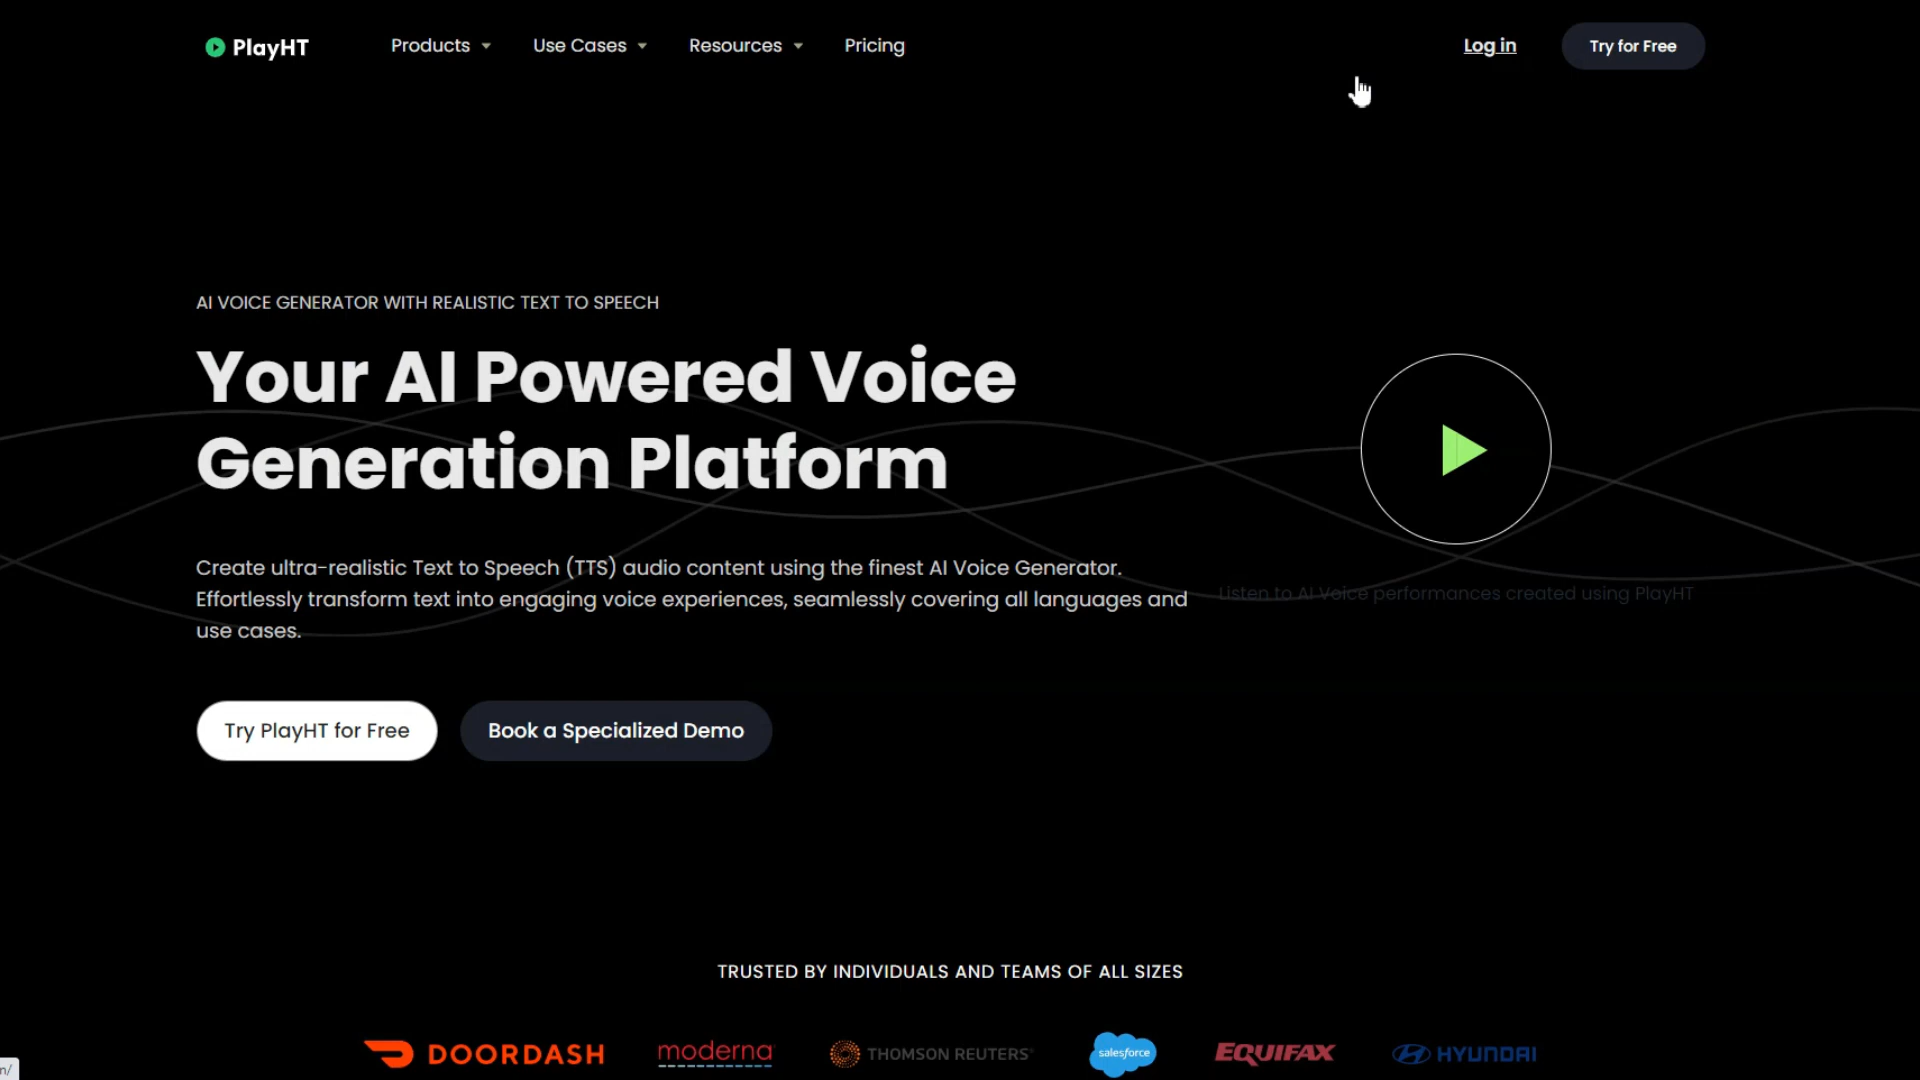 PlayHT
Products
Use Cases
Resources
Pricing
Log in
Try for Free
AI VOICE GENERATOR WITH REALISTIC TEXT TO SPEECH
Your AI Powered Voice
Generation Platform
Create ultra-realistic Text to Speech (TTS) audio content using the finest AI Voice Generator.
Effortlessly transform text into engaging voice experiences, seamlessly covering all languages and
use cases.
Listen to AI Voice performances created using PlayHT
Try PlayHT for Free
Book a Specialized Demo
TRUSTED BY INDIVIDUALS AND TEAMS OF ALL SIZES
DOORDASH
moderna
THOMSON REUTERS
salesforce
EQUIFAX
HYUNDAI
n/